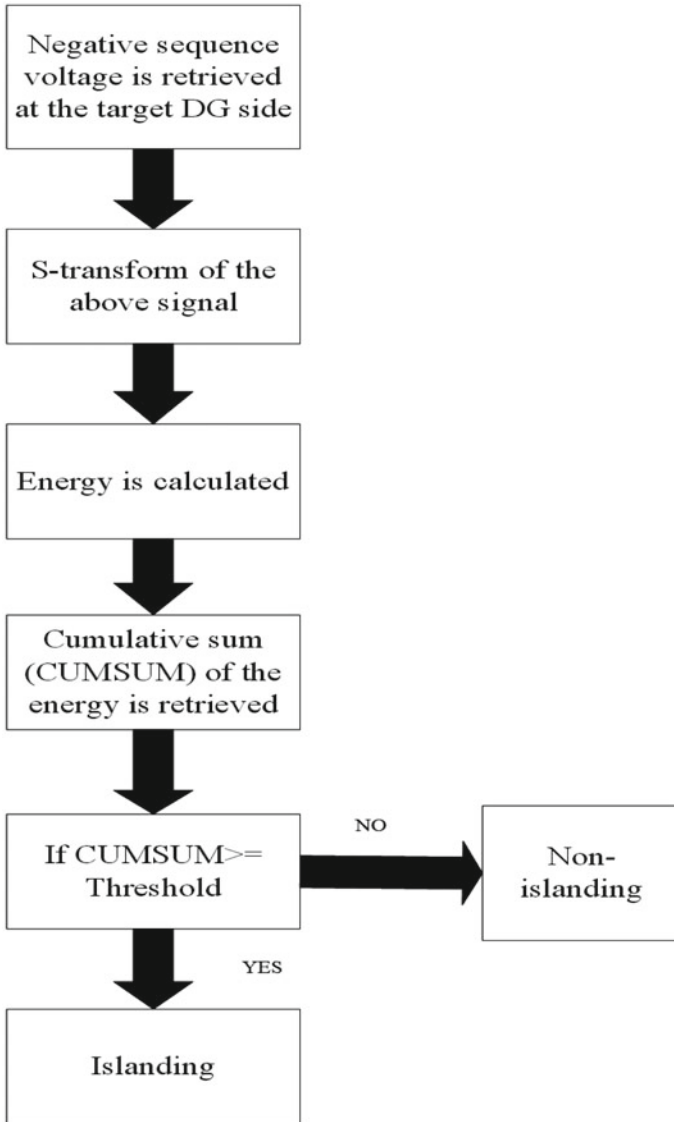 Negative sequence
voltage is retrieved
at the target DG side
S-transform of the
above signal
Energy is calculated
Cumulative sum
(CUMSUM) of the
energy is retrieved
If CUMSUM>=
Threshold
NO
Non-
islanding
YES
Islanding